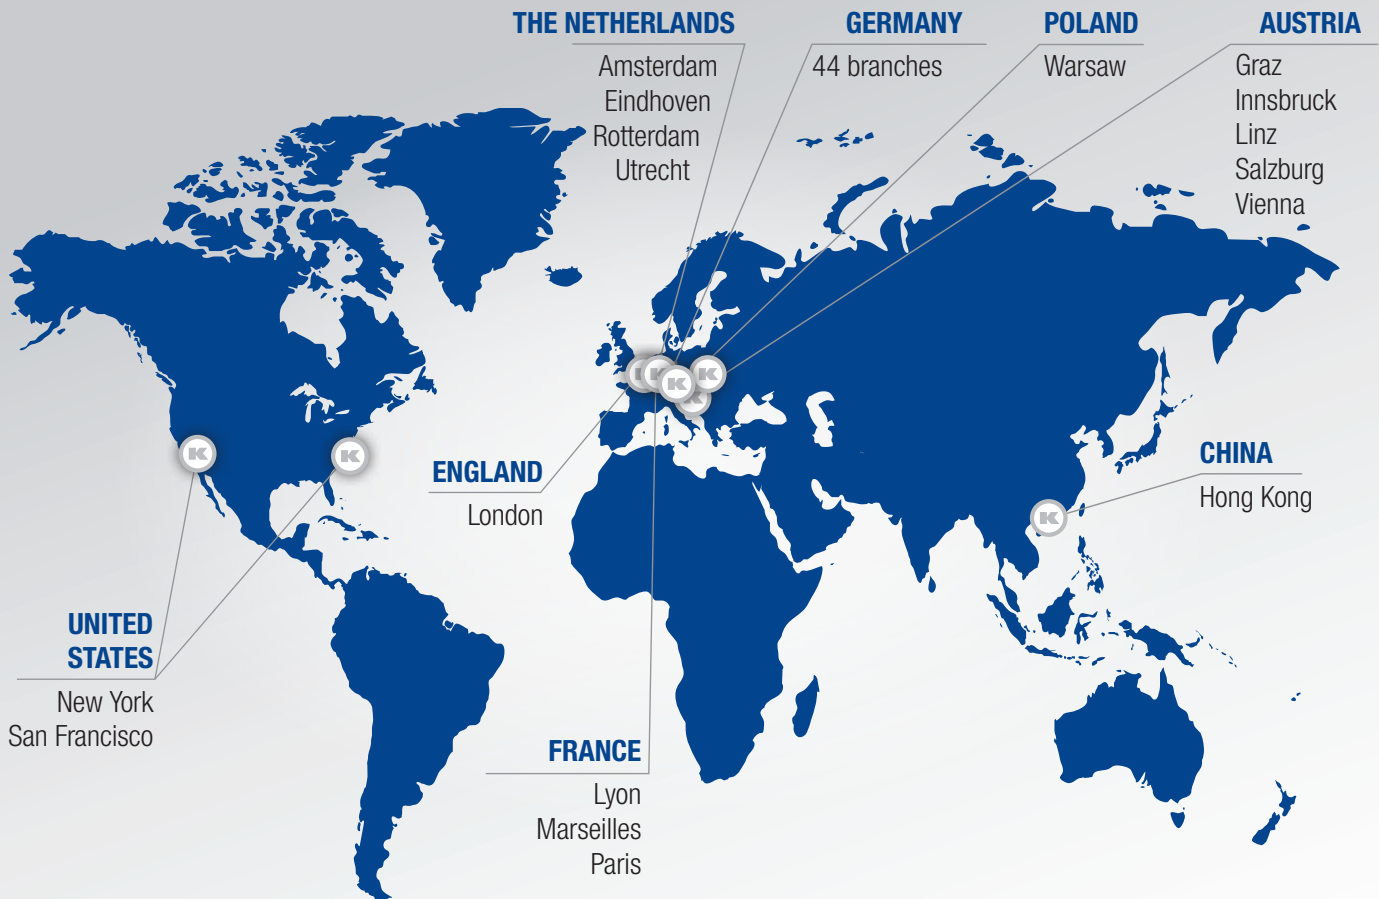 THE NETHERLANDS
Amsterdam
Eindhoven
Rotterdam
Utrecht
GERMANY
44 branches
POLAND
Warsaw
AUSTRIA
Graz
Innsbruck
Linz
Salzburg
Vienna
K
K
K
K
K
K
K
ENGLAND
London
CHINA
Hong Kong
K
UNITED
STATES
New York
San Francisco
FRANCE
Lyon
Marseilles
Paris